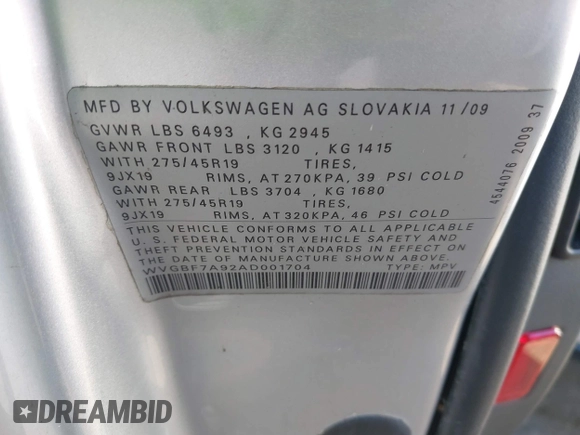 MFD BY VOLKSWAGEN AG SLOVAKIA 11/09
GVWR LBS 6493 , KG 2945
GAWR FRONT LBS 3120 , KG 1415
WITH 275/45R19 TIRES,
9JX19 RIMS, AT 270KPA, 39 PSI COLD
GAWR REAR LBS 3704 , KG 1680
WITH 275/45R19 TIRES,
9JX19 RIMS, AT 320KPA, 46 PSI COLD
THIS VEHICLE CONFORMS TO ALL APPLICABLE
U. S. FEDERAL MOTOR VEHICLE SAFETY AND
THEFT PREVENTION STANDARDS IN EFFECT ON
THE DATE OF MANUFACTURE SHOWN ABOVE.
WVGBF7A92AD001704 TYPE: MPV
4544076 2009 37
DREAMBID